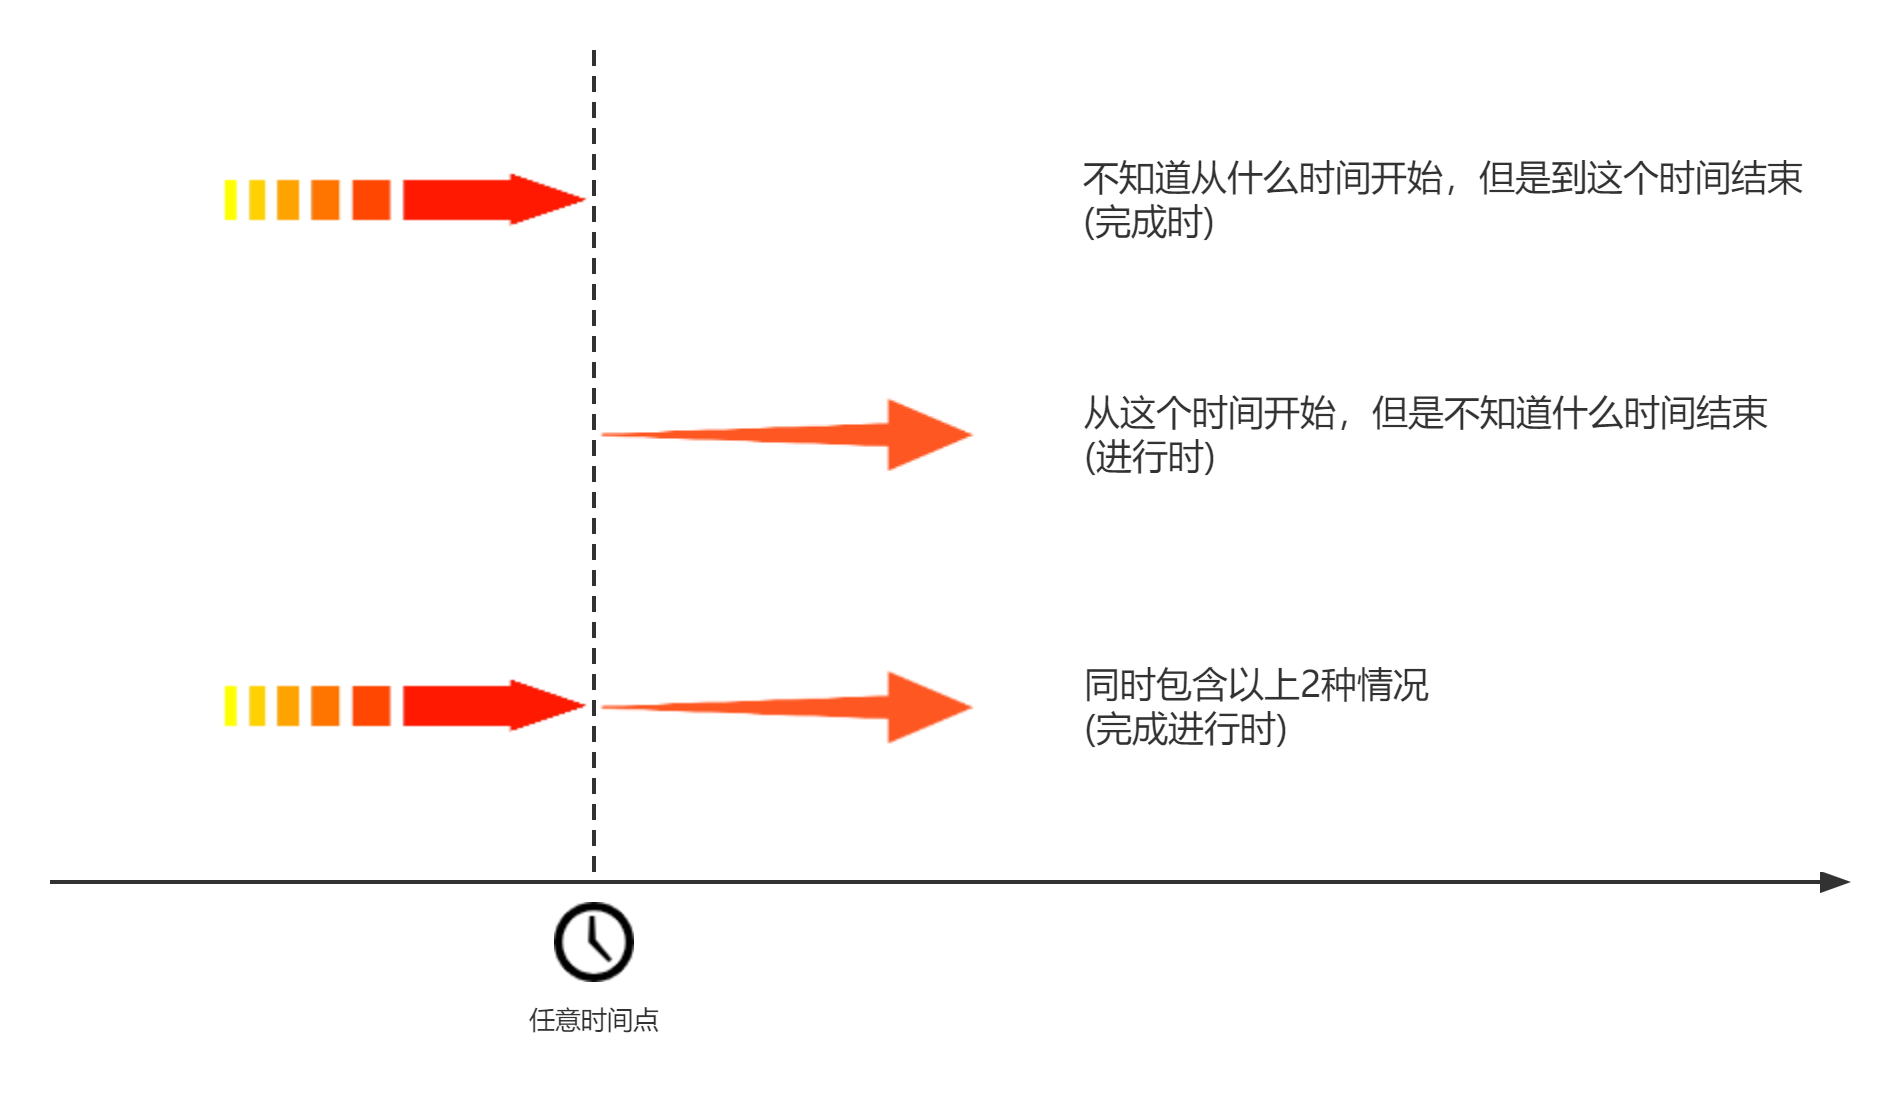 不知道从什么时间开始，但是到这个时间结束
(完成时)
从这个时间开始，但是不知道什么时间结束
(进行时)
同时包含以上2种情况
(完成进行时)
任意时间点